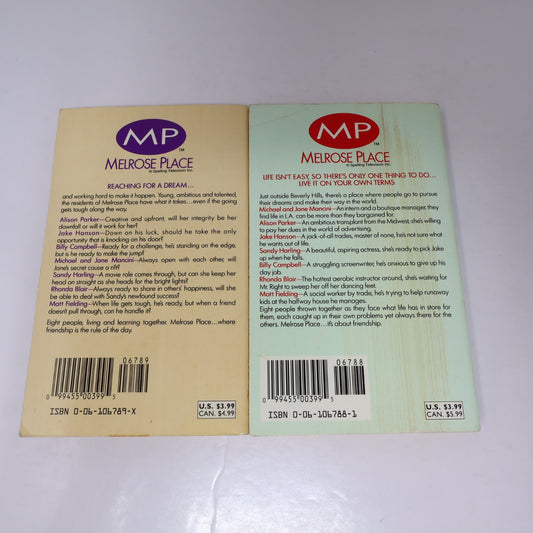 MP
TM
MELROSE PLACE
© Spelling Television Inc.
REACHING FOR A DREAM...
and working hard to make it happen. Young, ambitious and talented,
the residents of Melrose Place have what it takes...even if the going
gets tough along the way.
Alison Parker—Creative and upfront, will her integrity be her
downfall or will it work for her?
Jake Hanson—Down on his luck, should he take the only
opportunity that is knocking on his door?
Billy Campbell—Ready for a challenge, he's standing on the edge,
but is he ready to make the jump?
Michael and Jane Mancini—Always open with each other, will
Jane's secret cause a rift?
Sandy Harling—A movie role comes through, but can she keep her
head on straight as she heads for the bright lights?
Rhonda Blair—Always ready to share in others' happiness, will she
be able to deal with Sandy's newfound success?
Matt Fielding—When life gets tough, he's ready, but when a friend
doesn't pull through, can he handle it?
Eight people, living and learning together. Melrose Place...where
friendship is the rule of the day.
06789
0 99455 00399 5
ISBN 0-06-106789-X
U.S. $3.99
CAN. $4.99
MP
TM
MELROSE PLACE
© Spelling Television Inc.
LIFE ISN'T EASY, SO THERE'S ONLY ONE THING TO DO...
LIVE IT ON YOUR OWN TERMS
Just outside Beverly Hills, there's a place where people go to pursue
their dreams and make their way in the world.
Michael and Jane Mancini—An intern and a boutique manager, they
find life in L.A. can be more than they bargained for.
Alison Parker—An ambitious transplant from the Midwest, she's willing
to pay her dues in the world of advertising.
Jake Hanson—A jack-of-all trades, master of none, he's not sure what
he wants out of life.
Sandy Harling—A beautiful, aspiring actress, she's ready to pick Jake
up when he falls.
Billy Campbell—A struggling screenwriter, he's anxious to give up his
day job.
Rhonda Blair—The hottest aerobic instructor around, she's waiting for
Mr. Right to sweep her off her dancing feet.
Matt Fielding—A social worker by trade, he's trying to help runaway
kids at the halfway house he manages.
Eight people thrown together as they face what life has in store for
them, each caught up in their own problems yet always there for the
others. Melrose Place...it's about friendship.
06788
0 99455 00399 5
ISBN 0-06-106788-1
U.S. $3.99
CAN. $5.99